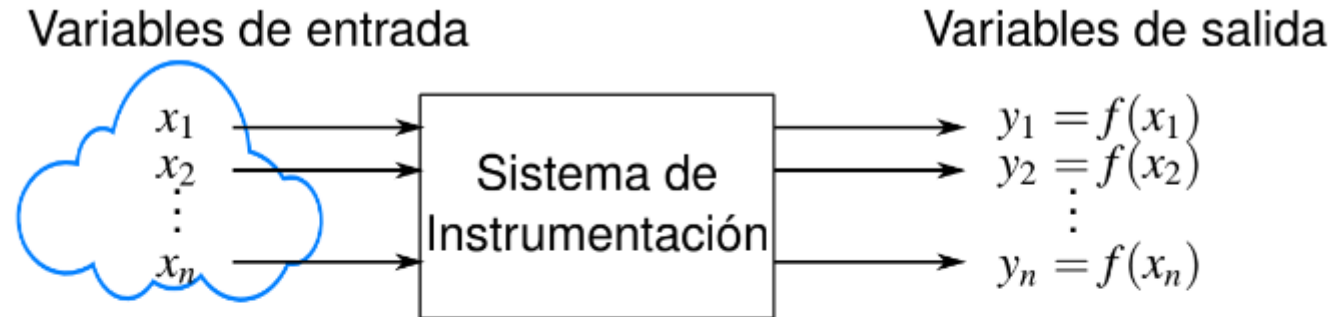 Variables de entrada
Variables de salida
x₁
x₂
⋮
xₙ
Sistema de
Instrumentación
y₁ = f(x₁)
y₂ = f(x₂)
⋮
yₙ = f(xₙ)